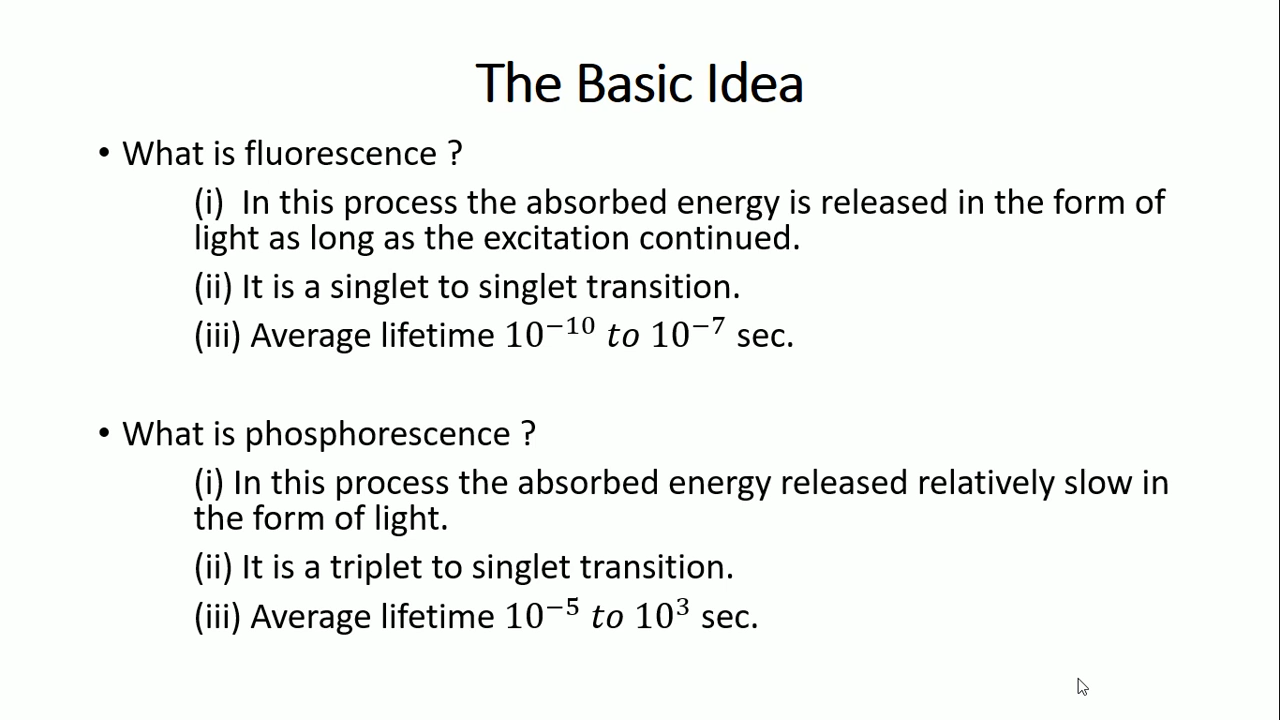 The Basic Idea
• What is fluorescence ?
(i) In this process the absorbed energy is released in the form of
light as long as the excitation continued.
(ii) It is a singlet to singlet transition.
(iii) Average lifetime 10⁻¹⁰ to 10⁻⁷ sec.
• What is phosphorescence ?
(i) In this process the absorbed energy released relatively slow in
the form of light.
(ii) It is a triplet to singlet transition.
(iii) Average lifetime 10⁻⁵ to 10³ sec.